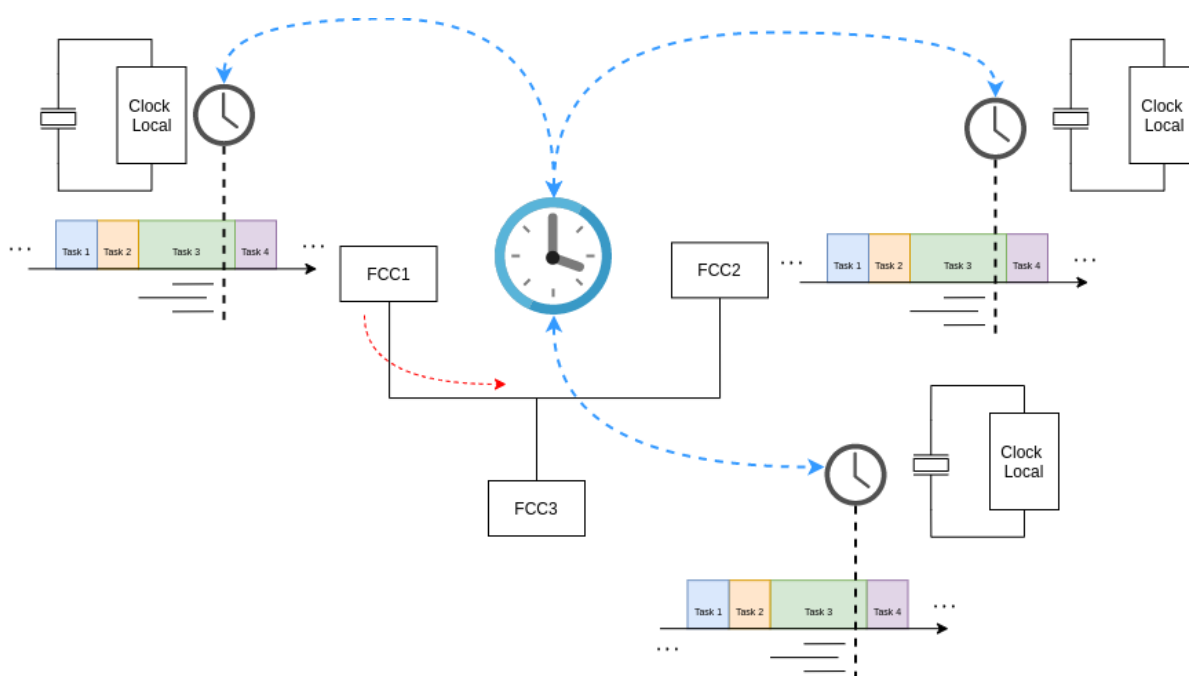 Clock
Local
Clock
Local
...
Task 1
Task 2
Task 3
Task 4
...
FCC1
FCC2
...
Task 1
Task 2
Task 3
Task 4
...
Clock
Local
FCC3
Task 1
Task 2
Task 3
Task 4
...
...